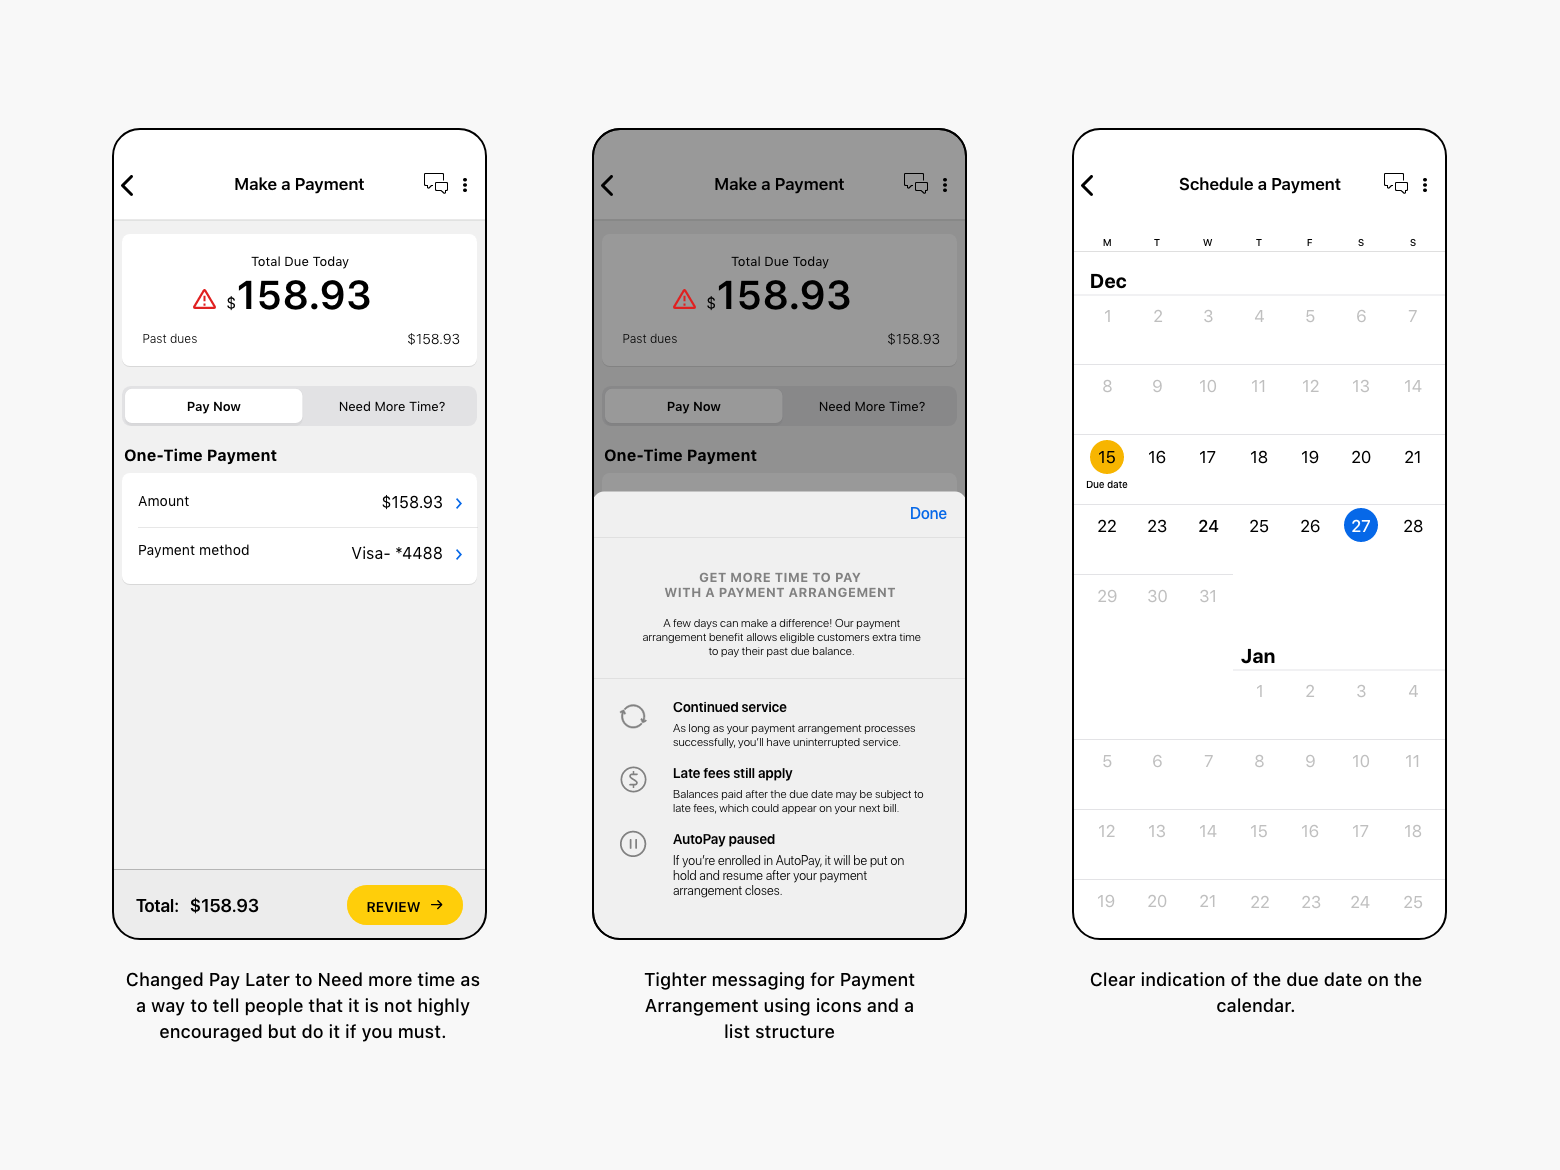 Make a Payment
Total Due Today
$158.93
Past dues $158.93
Pay Now Need More Time?
One-Time Payment
Amount $158.93
Payment method Visa- *4488
Total: $158.93 REVIEW
Changed Pay Later to Need more time as
a way to tell people that it is not highly
encouraged but do it if you must.
Make a Payment
Total Due Today
$158.93
Past dues $158.93
Pay Now Need More Time?
One-Time Payment
Done
GET MORE TIME TO PAY
WITH A PAYMENT ARRANGEMENT
A few days can make a difference! Our payment
arrangement benefit allows eligible customers extra time
to pay their past due balance.
Continued service
As long as your payment arrangement processes
successfully, you'll have uninterrupted service.
Late fees still apply
Balances paid after the due date may be subject to
late fees, which could appear on your next bill.
AutoPay paused
If you're enrolled in AutoPay, it will be put on
hold and resume after your payment
arrangement closes.
Tighter messaging for Payment
Arrangement using icons and a
list structure
Schedule a Payment
M T W T F S S
Dec
1 2 3 4 5 6 7
8 9 10 11 12 13 14
15 16 17 18 19 20 21
Due date
22 23 24 25 26 27 28
29 30 31
Jan
1 2 3 4
5 6 7 8 9 10 11
12 13 14 15 16 17 18
19 20 21 22 23 24 25
Clear indication of the due date on the
calendar.